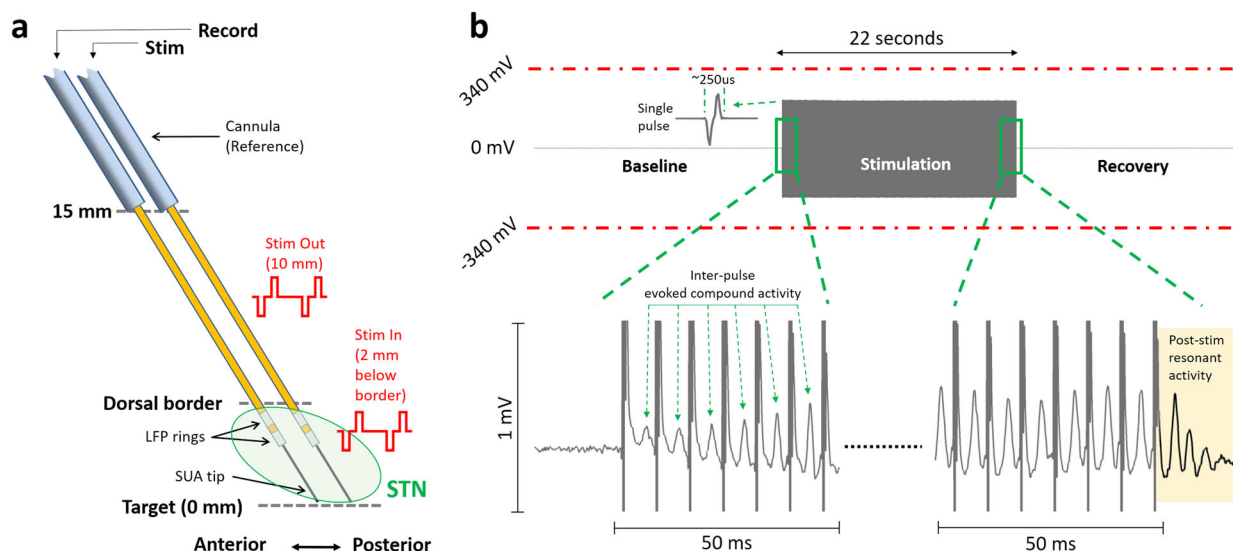 a
Record
Stim
Cannula
(Reference)
15 mm
Stim Out
(10 mm)
Stim In
(2 mm
below
border)
Dorsal border
LFP rings
SUA tip
STN
Target (0 mm)
Anterior
Posterior
b
22 seconds
340 mV
~250us
Single
pulse
0 mV
Baseline
Stimulation
Recovery
-340 mV
Inter-pulse
evoked compound activity
Post-stim
resonant
activity
1 mV
50 ms
50 ms